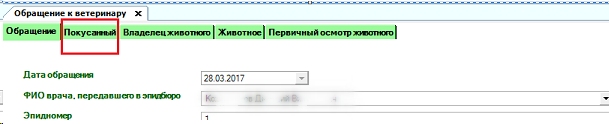 Обращение к ветеринару X
Обращение Покусанный Владелец животного Животное Первичный осмотр животного
Дата обращения 28.03.2017
ФИО врача, передавшего в эпидбюро
Эпидномер 1